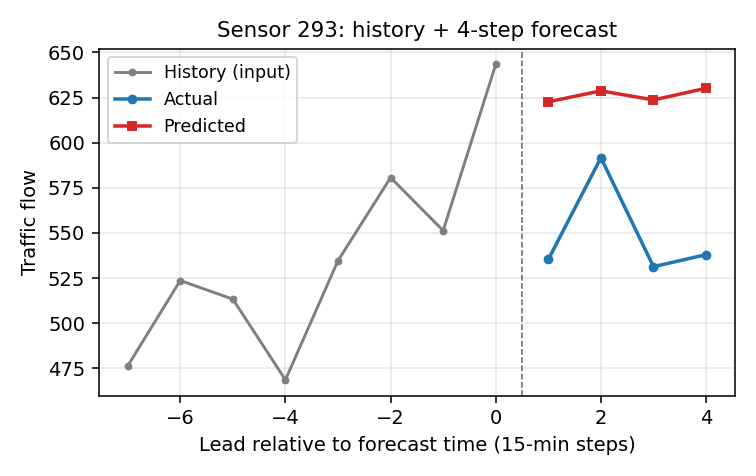 Sensor 293: history + 4-step forecast
650
625
600
575
550
525
500
475
Traffic flow
History (input)
Actual
Predicted
−6
−4
−2
0
2
4
Lead relative to forecast time (15-min steps)